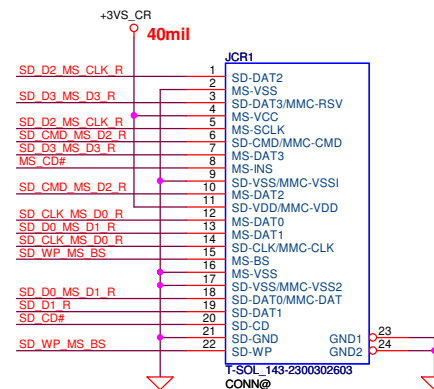 +3VS_CR
40mil
JCR1
SD_D2_MS_CLK_R 1 SD-DAT2
2 MS-VSS
SD_D3_MS_D3_R 3 SD-DAT3/MMC-RSV
4 MS-VCC
SD_D2_MS_CLK_R 5 MS-SCLK
SD_CMD_MS_D2_R 6 SD-CMD/MMC-CMD
SD_D3_MS_D3_R 7 MS-DAT3
MS_CD# 8 MS-INS
9 SD-VSS/MMC-VSSI
SD_CMD_MS_D2_R 10 MS-DAT2
11 SD-VDD/MMC-VDD
SD_CLK_MS_D0_R 12 MS-DAT0
SD_D0_MS_D1_R 13 MS-DAT1
SD_CLK_MS_D0_R 14 SD-CLK/MMC-CLK
SD_WP_MS_BS 15 MS-BS
16 MS-VSS
17 SD-VSS/MMC-VSS2
SD_D0_MS_D1_R 18 SD-DAT0/MMC-DAT
SD_D1_R 19 SD-DAT1
SD_CD# 20 SD-CD
21 SD-GND GND1 23
SD_WP_MS_BS 22 SD-WP GND2 24
T-SOL_143-2300302603
CONN@